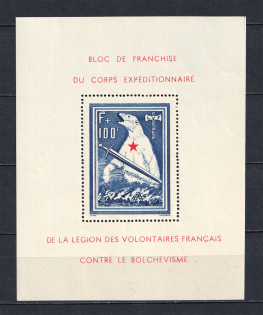 BLOC DE FRANCHISE
DU CORPS EXPÉDITIONNAIRE
F+
100F
DE LA LÉGION DES VOLONTAIRES FRANÇAIS
CONTRE LE BOLCHEVISME